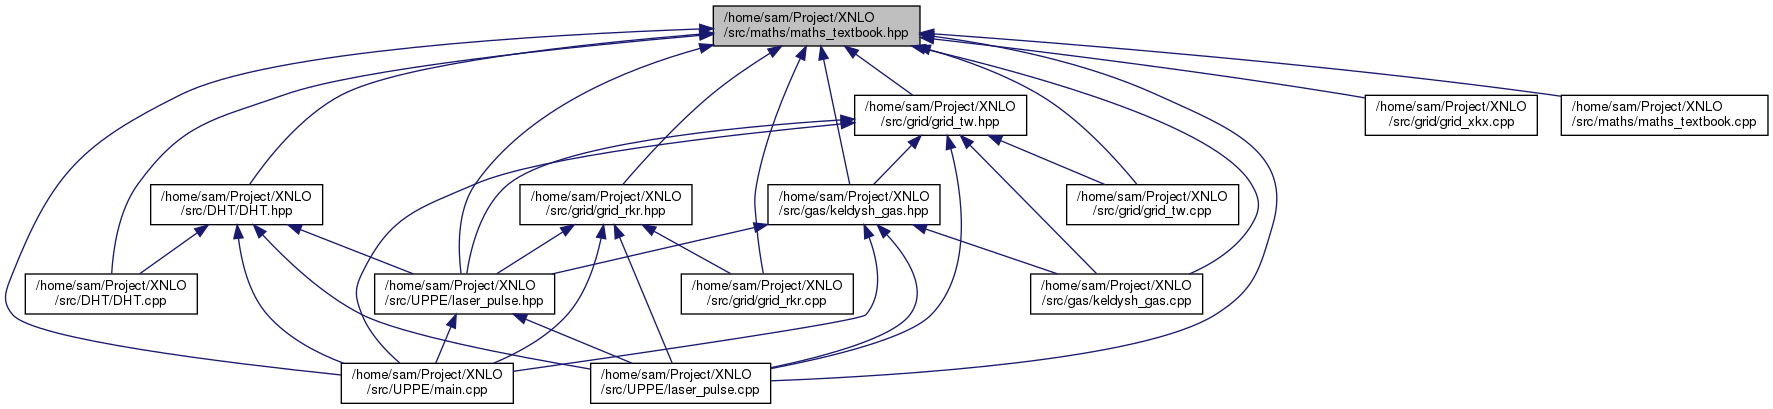 /home/sam/Project/XNLO
/src/maths/maths_textbook.hpp
/home/sam/Project/XNLO
/src/grid/grid_tw.hpp
/home/sam/Project/XNLO
/src/grid/grid_xkx.cpp
/home/sam/Project/XNLO
/src/maths/maths_textbook.cpp
/home/sam/Project/XNLO
/src/DHT/DHT.hpp
/home/sam/Project/XNLO
/src/grid/grid_rkr.hpp
/home/sam/Project/XNLO
/src/gas/keldysh_gas.hpp
/home/sam/Project/XNLO
/src/grid/grid_tw.cpp
/home/sam/Project/XNLO
/src/DHT/DHT.cpp
/home/sam/Project/XNLO
/src/UPPE/laser_pulse.hpp
/home/sam/Project/XNLO
/src/grid/grid_rkr.cpp
/home/sam/Project/XNLO
/src/gas/keldysh_gas.cpp
/home/sam/Project/XNLO
/src/UPPE/main.cpp
/home/sam/Project/XNLO
/src/UPPE/laser_pulse.cpp